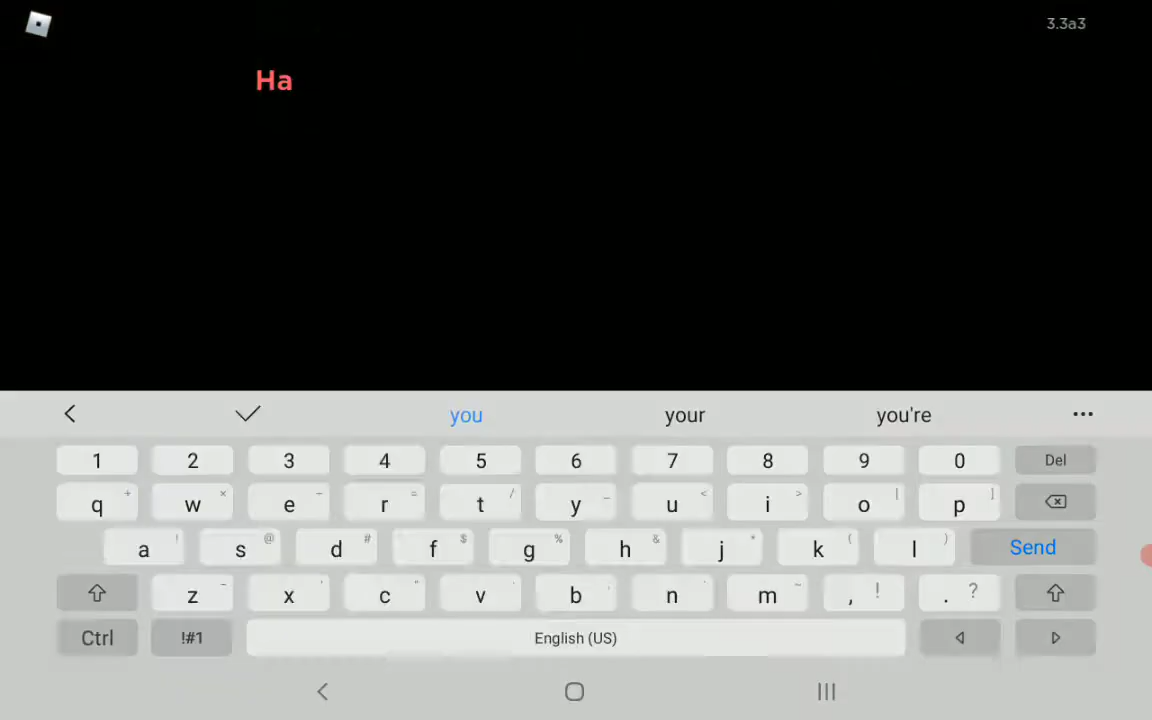 3.3a3
Ha
you your you're •••
1 2 3 4 5 6 7 8 9 0 Del
q + w × e r = t / y _ u < i > o [ p ]
a ! s @ d # f $ g % h & j * k ( l ) Send
z x ' c " v b n m ~ , ! . ?
Ctrl !#1 English (US)